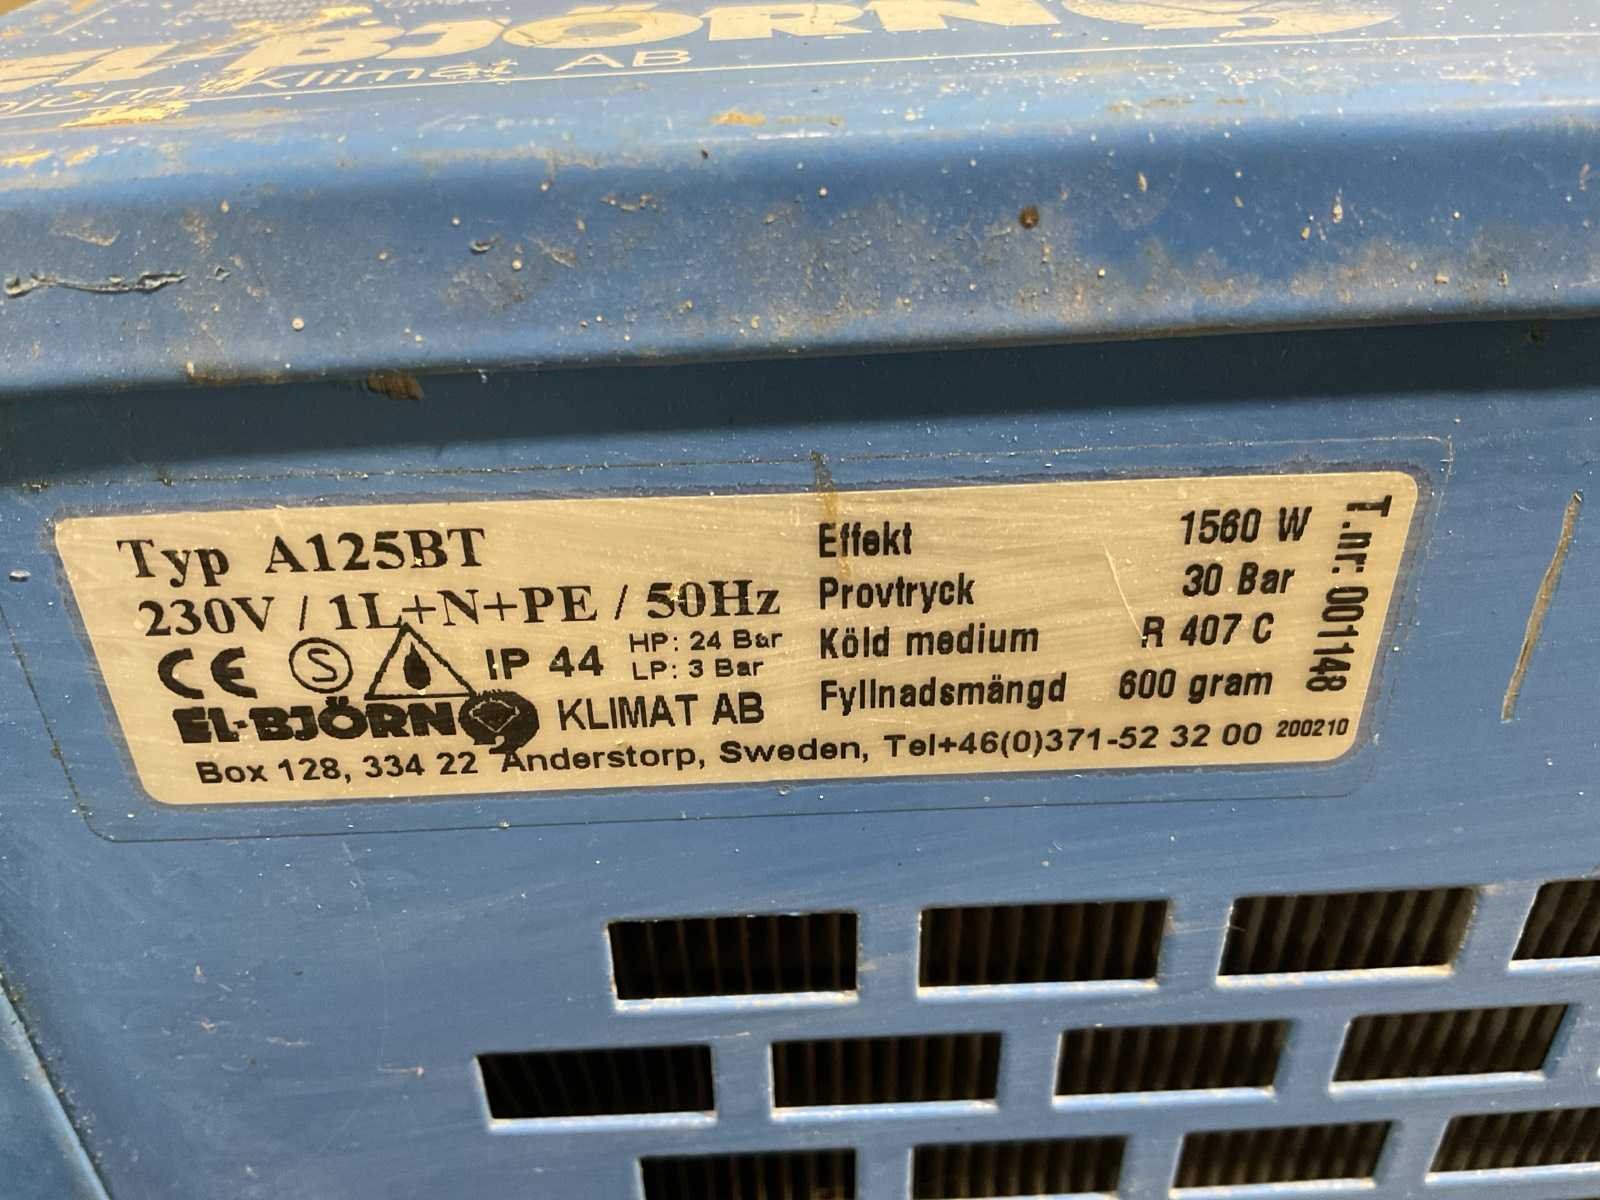 EL-BJÖRN
björn Klimat AB
Typ A125BT
230V / 1L+N+PE / 50Hz
CE S IP 44 HP: 24 Bar
LP: 3 Bar
EL-BJÖRN KLIMAT AB
Effekt 1560 W
Provtryck 30 Bar
Köld medium R 407 C
Fyllnadsmängd 600 gram
Box 128, 334 22 Anderstorp, Sweden, Tel+46(0)371-52 32 00 200210
T.nr. 001148